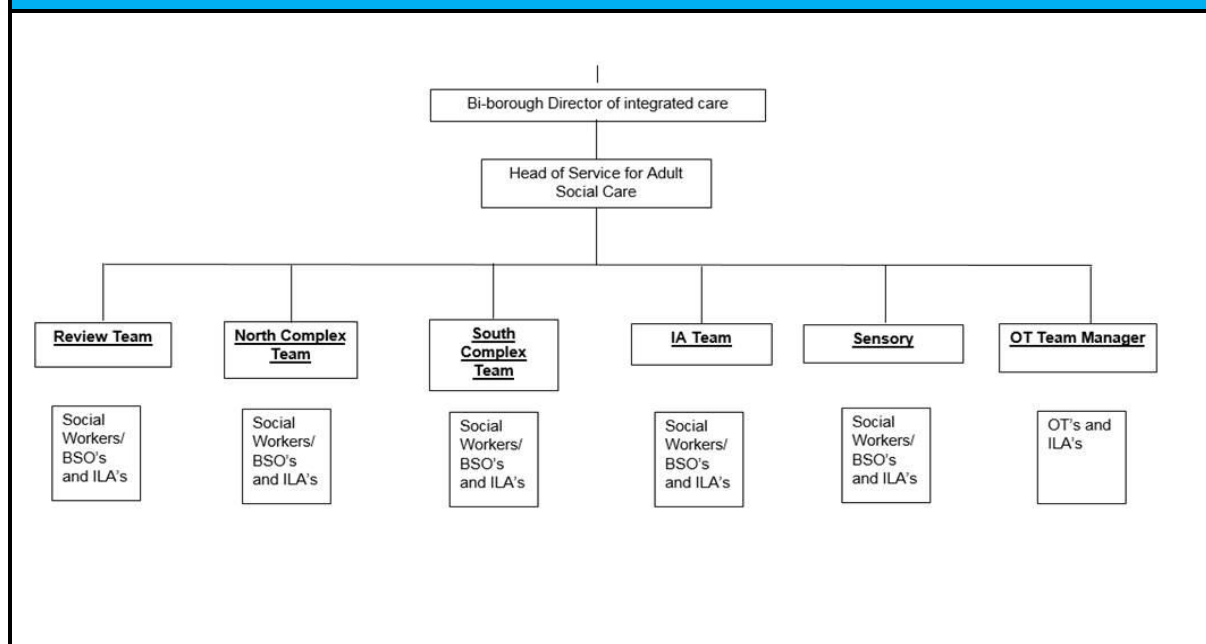 Bi-borough Director of integrated care
Head of Service for Adult
Social Care
Review Team
North Complex
Team
South
Complex
Team
IA Team
Sensory
OT Team Manager
Social
Workers/
BSO's
and ILA's
Social
Workers/
BSO's
and ILA's
Social
Workers/
BSO's
and ILA's
Social
Workers/
BSO's
and ILA's
Social
Workers/
BSO's
and ILA's
OT's and
ILA's